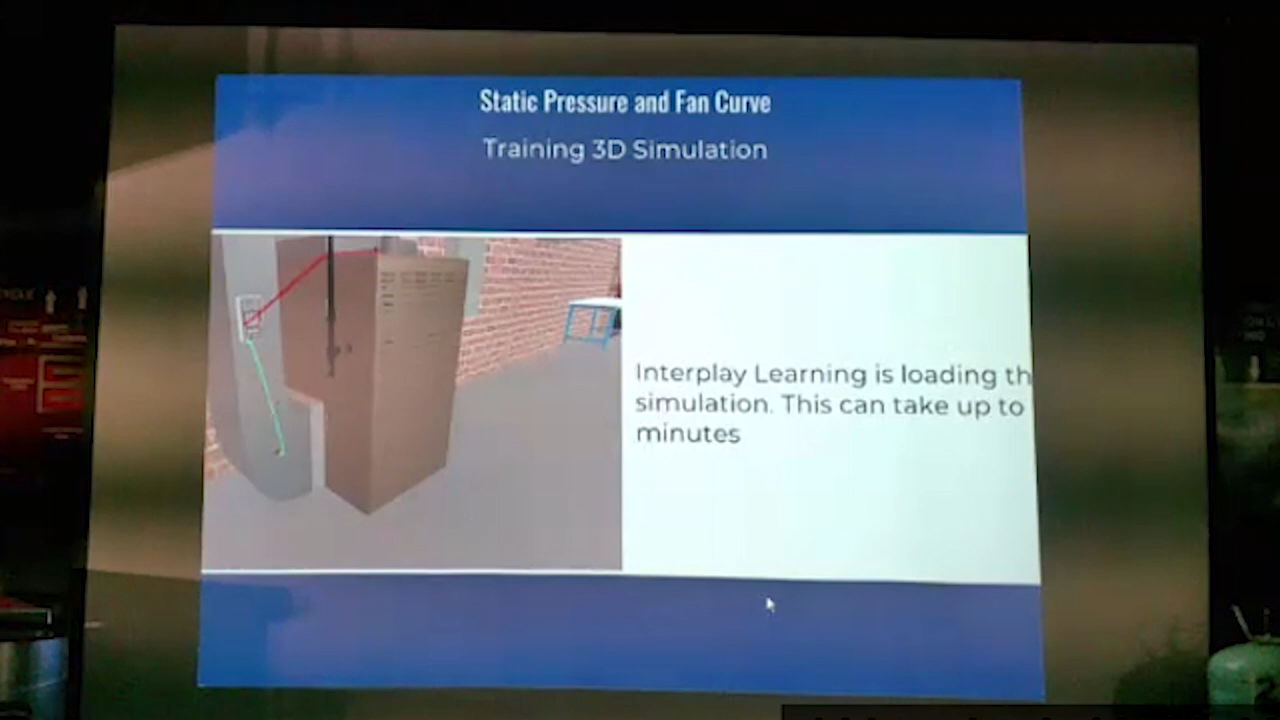 Static Pressure and Fan Curve
Training 3D Simulation
Interplay Learning is loading th
simulation. This can take up to
minutes